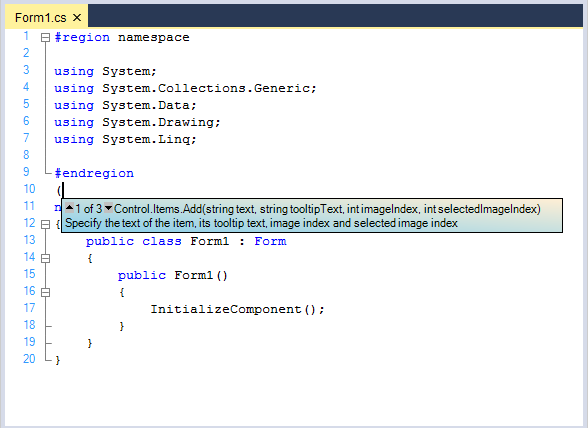 Form1.cs ×
1 #region namespace
2
3 using System;
4 using System.Collections.Generic;
5 using System.Data;
6 using System.Drawing;
7 using System.Linq;
8
9 #endregion
10 (
1 of 3 Control.Items.Add(string text, string tooltipText, int imageIndex, int selectedImageIndex)
Specify the text of the item, its tooltip text, image index and selected image index
11 n
12 {
13 public class Form1 : Form
14 {
15 public Form1()
16 {
17 InitializeComponent();
18 }
19 }
20 }